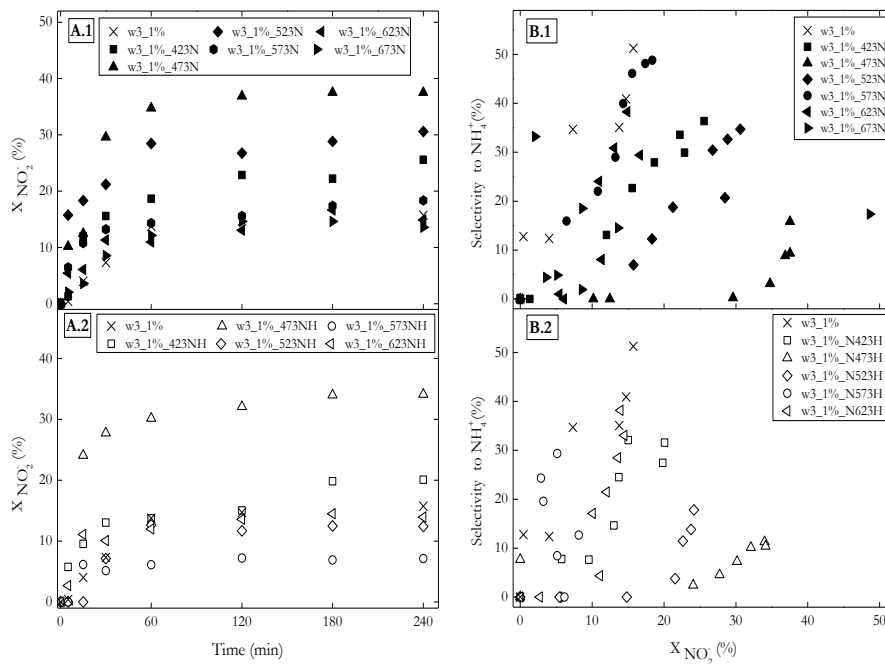 A.1
w3_1% w3_1%_523N w3_1%_623N
w3_1%_423N w3_1%_573N w3_1%_673N
w3_1%_473N
50
40
30
20
10
0
X NO2- (%)
A.2
w3_1% w3_1%_473NH w3_1%_573NH
w3_1%_423NH w3_1%_523NH w3_1%_623NH
50
40
30
20
10
0
X NO2- (%)
0 60 120 180 240
Time (min)
B.1
w3_1%
w3_1%_423N
w3_1%_473N
w3_1%_523N
w3_1%_573N
w3_1%_623N
w3_1%_673N
50
40
30
20
10
0
Selectivity to NH4+ (%)
B.2
w3_1%
w3_1%_N423H
w3_1%_N473H
w3_1%_N523H
w3_1%_N573H
w3_1%_N623H
50
40
30
20
10
0
Selectivity to NH4+ (%)
0 10 20 30 40 50
X NO2- (%)